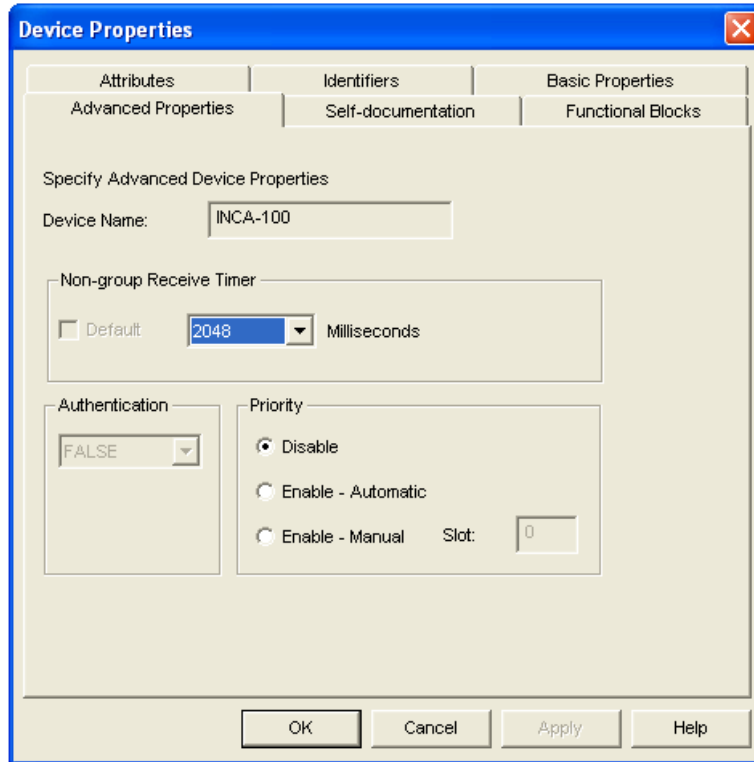 Device Properties
Attributes Identifiers Basic Properties
Advanced Properties Self-documentation Functional Blocks
Specify Advanced Device Properties
Device Name: INCA-100
Non-group Receive Timer
Default 2048 Milliseconds
Authentication
FALSE
Priority
Disable
Enable - Automatic
Enable - Manual Slot: 0
OK Cancel Apply Help